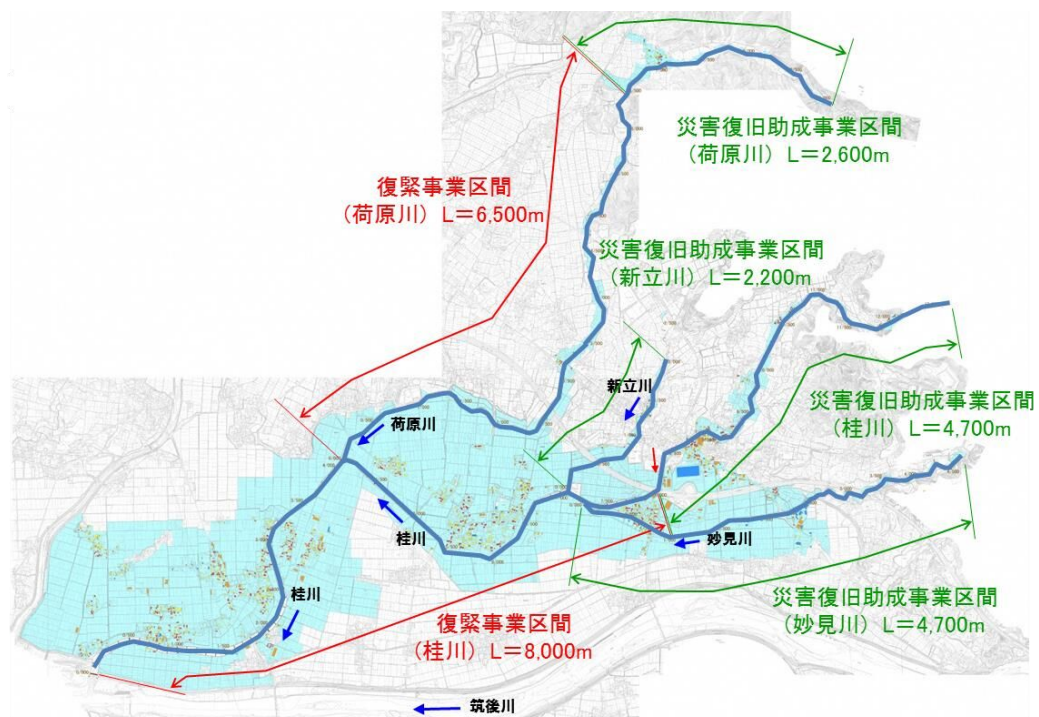 災害復旧助成事業区間
(荷原川) L=2,600m
復緊事業区間
(荷原川) L=6,500m
災害復旧助成事業区間
(新立川) L=2,200m
新立川
災害復旧助成事業区間
(桂川) L=4,700m
荷原川
桂川
妙見川
桂川
災害復旧助成事業区間
(妙見川) L=4,700m
復緊事業区間
(桂川) L=8,000m
筑後川